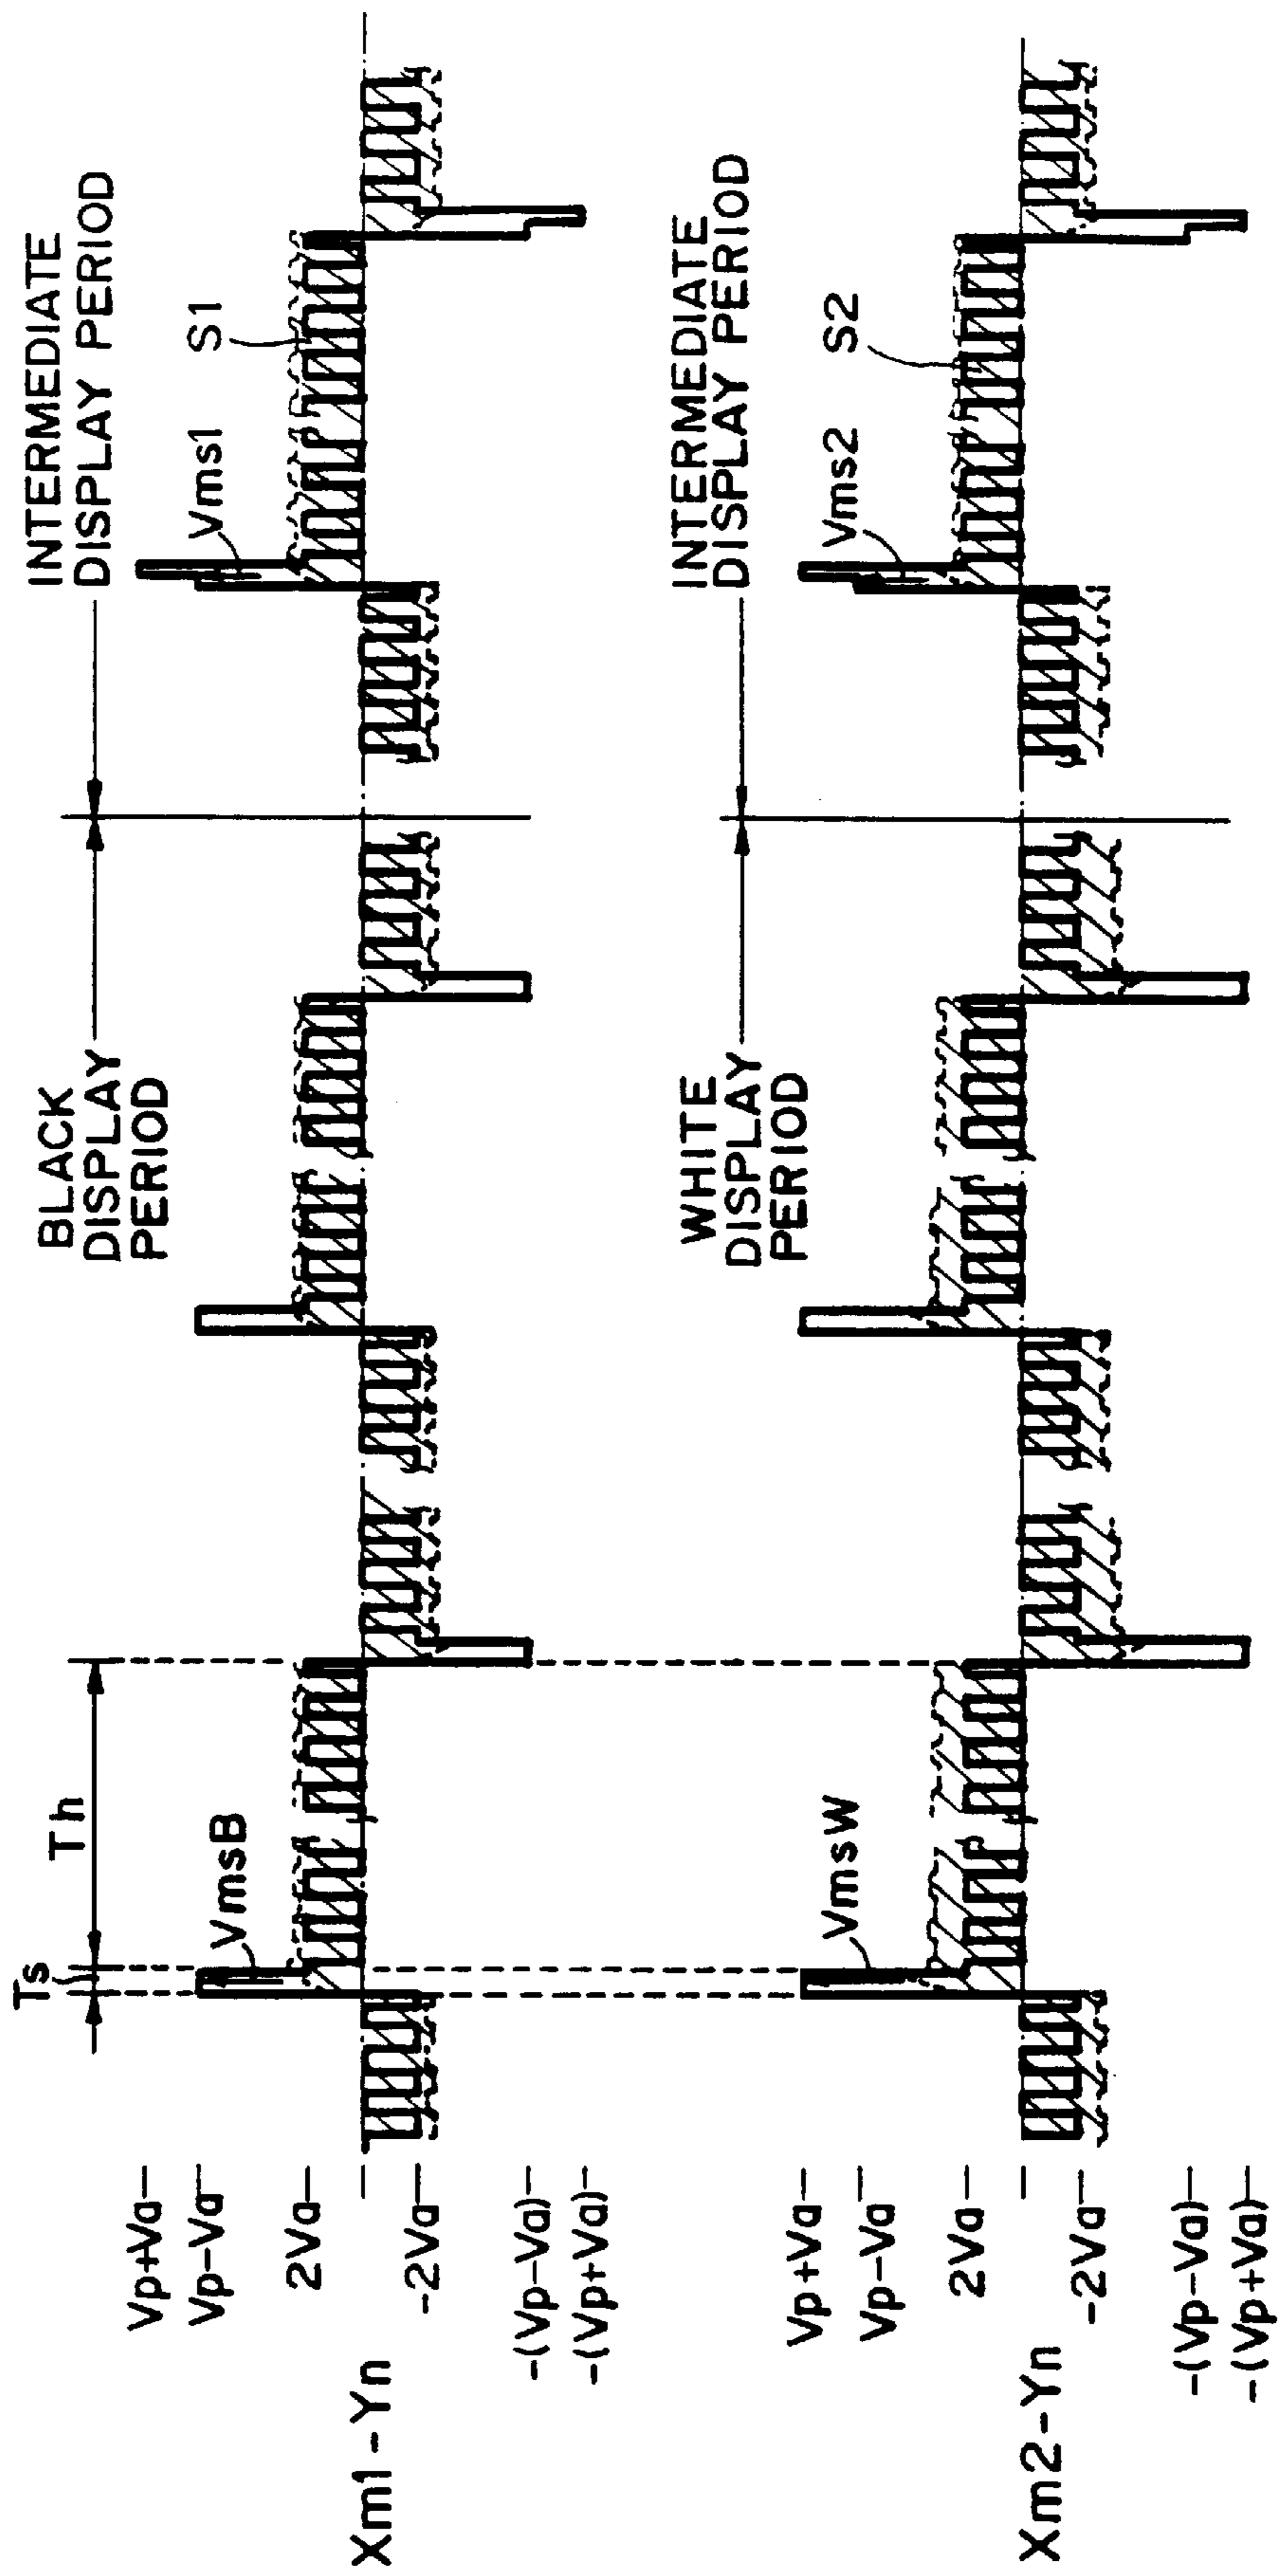 Ts
Th
BLACK
DISPLAY
PERIOD
INTERMEDIATE
DISPLAY PERIOD
Vp+Va
Vp-Va
2Va
-2Va
-(Vp-Va)
-(Vp+Va)
Xm1-Yn
VmsB
Vms1
S1
WHITE
DISPLAY
PERIOD
INTERMEDIATE
DISPLAY PERIOD
Vp+Va
Vp-Va
2Va
-2Va
-(Vp-Va)
-(Vp+Va)
Xm2-Yn
VmsW
Vms2
S2